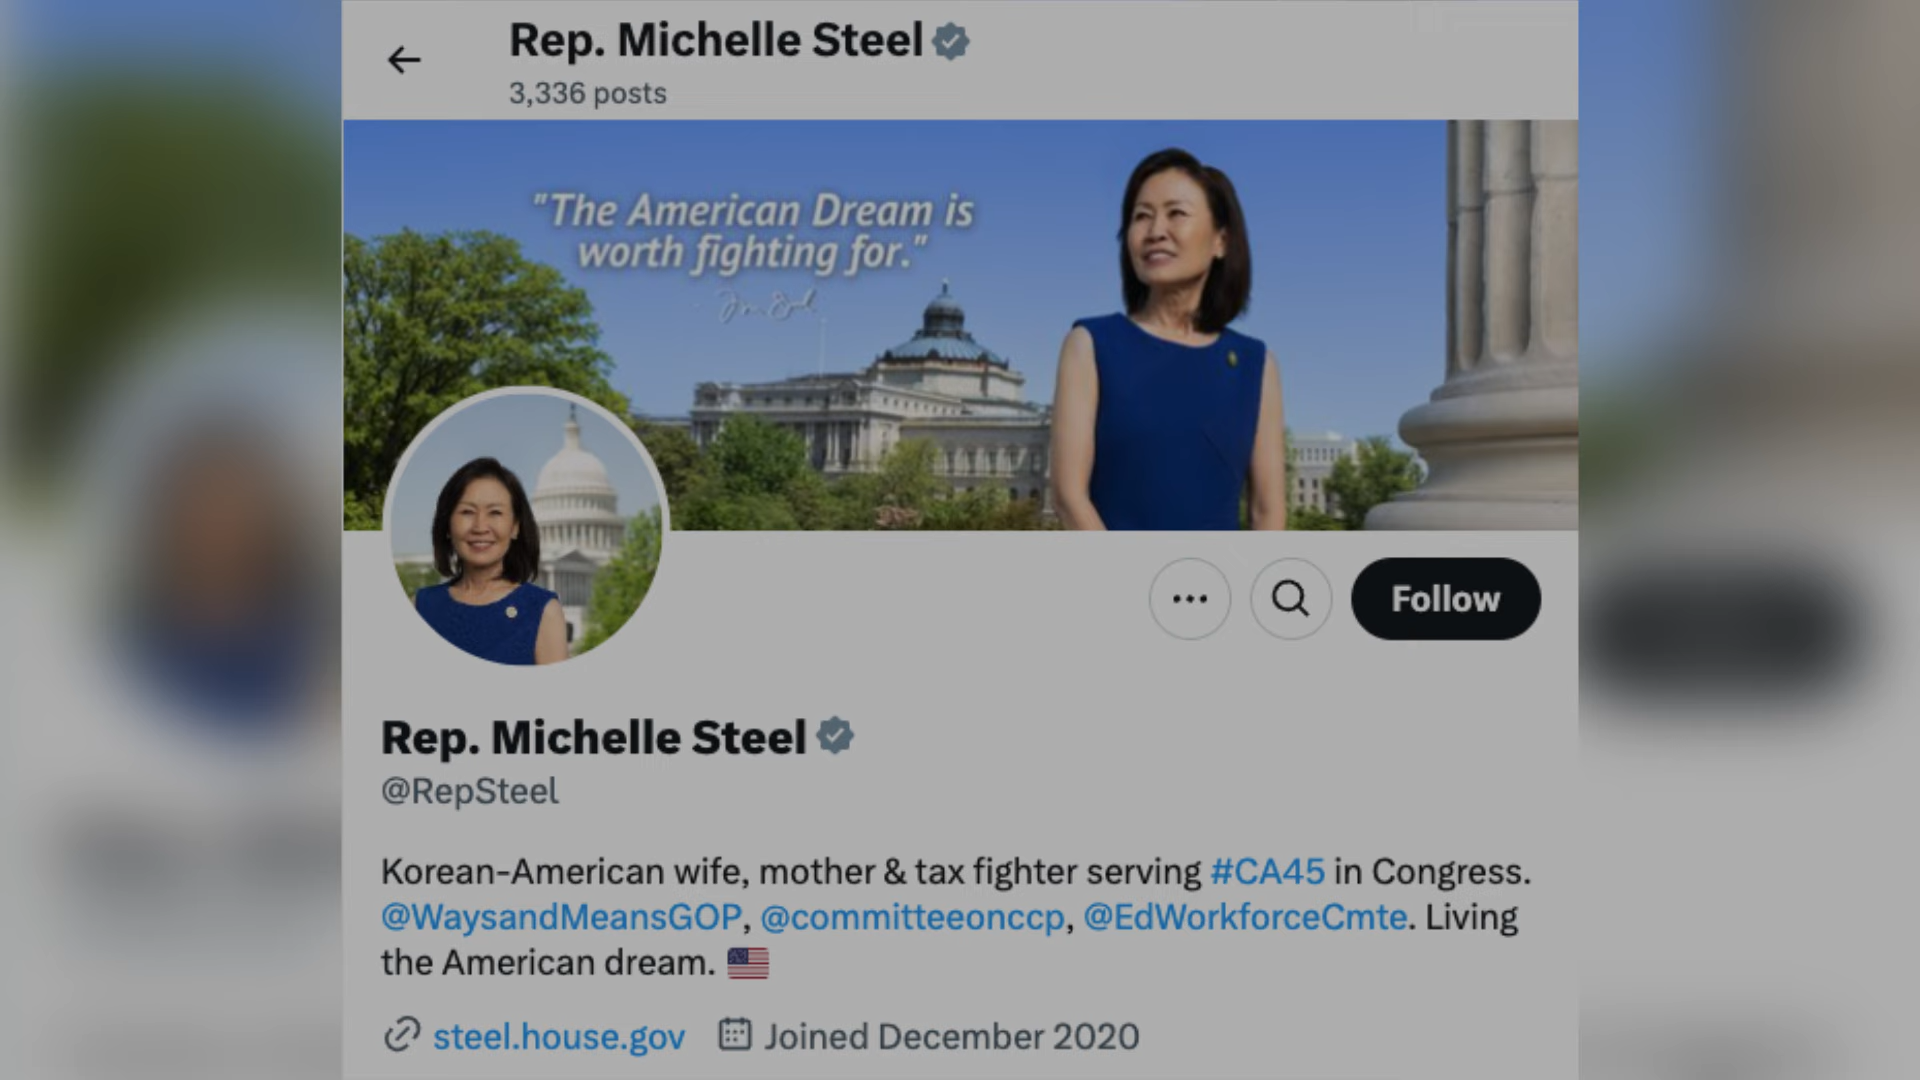 Rep. Michelle Steel
3,336 posts
"The American Dream is
worth fighting for."
Follow
Rep. Michelle Steel
@RepSteel
Korean-American wife, mother & tax fighter serving #CA45 in Congress.
@WaysandMeansGOP, @committeeonccp, @EdWorkforceCmte. Living
the American dream.
steel.house.gov Joined December 2020